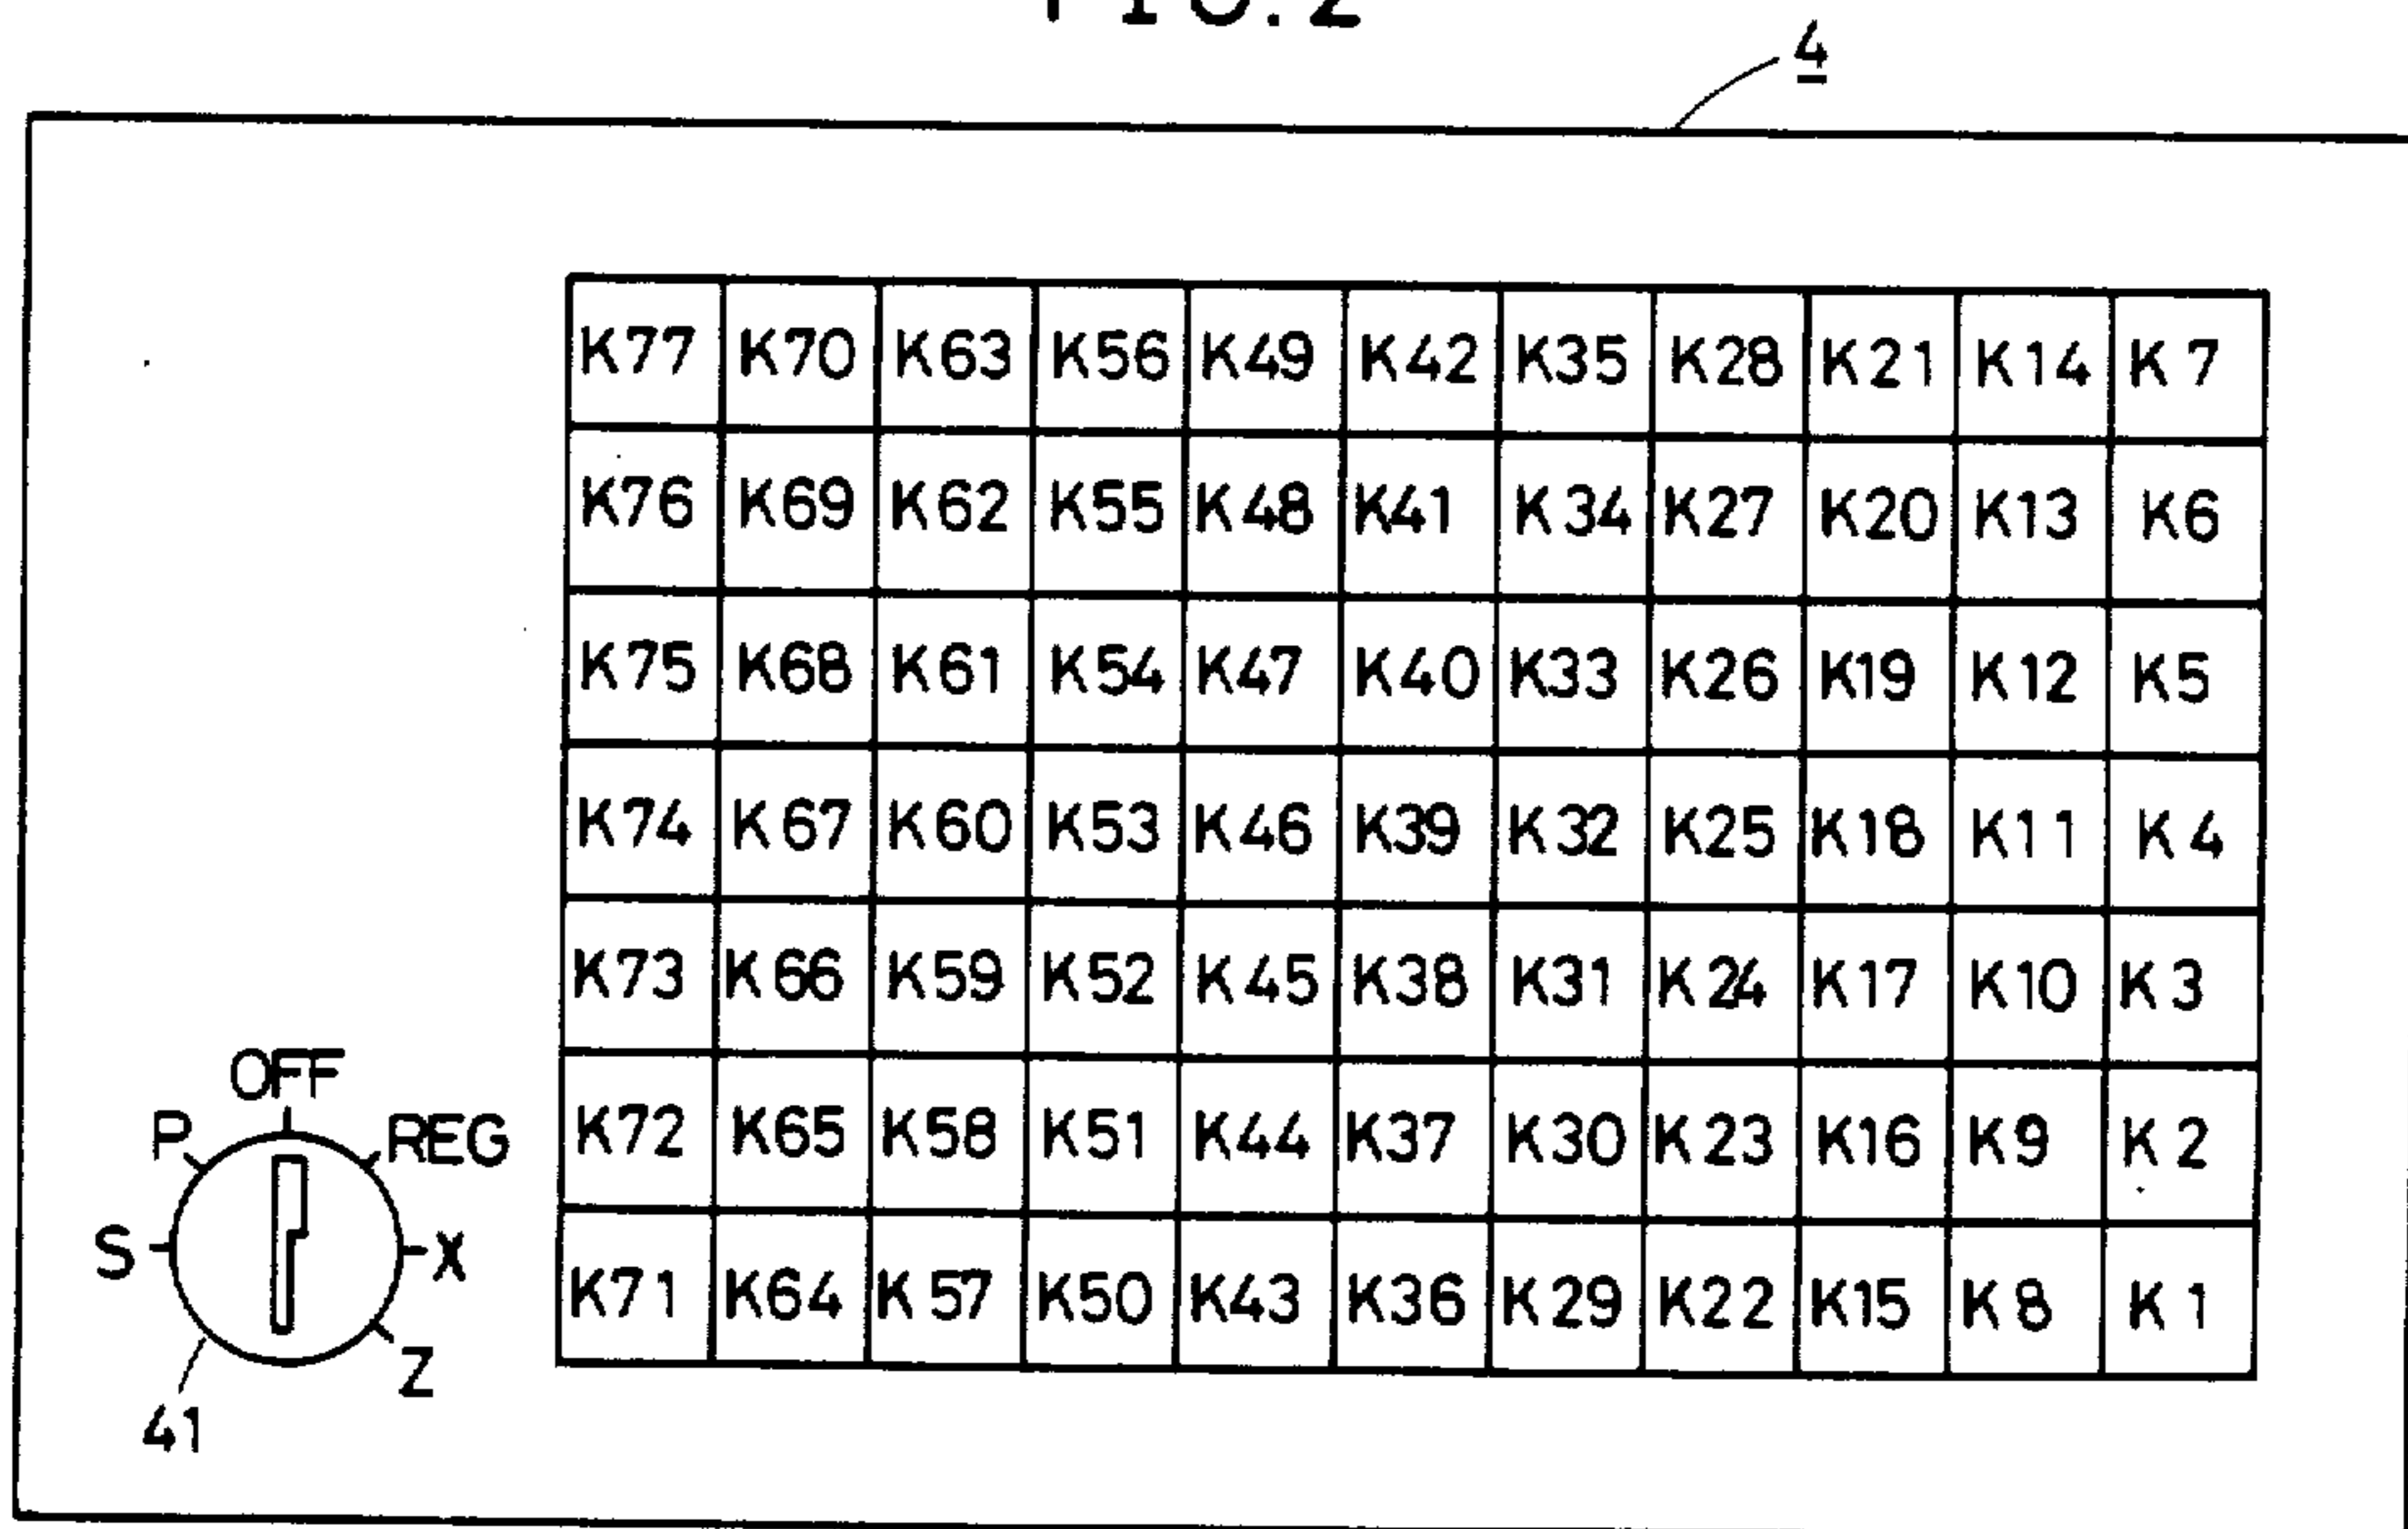 FIG. 2
4
K77 K70 K63 K56 K49 K42 K35 K28 K21 K14 K7
K76 K69 K62 K55 K48 K41 K34 K27 K20 K13 K6
K75 K68 K61 K54 K47 K40 K33 K26 K19 K12 K5
K74 K67 K60 K53 K46 K39 K32 K25 K18 K11 K4
K73 K66 K59 K52 K45 K38 K31 K24 K17 K10 K3
K72 K65 K58 K51 K44 K37 K30 K23 K16 K9 K2
K71 K64 K57 K50 K43 K36 K29 K22 K15 K8 K1
OFF
P
REG
S
X
Z
41